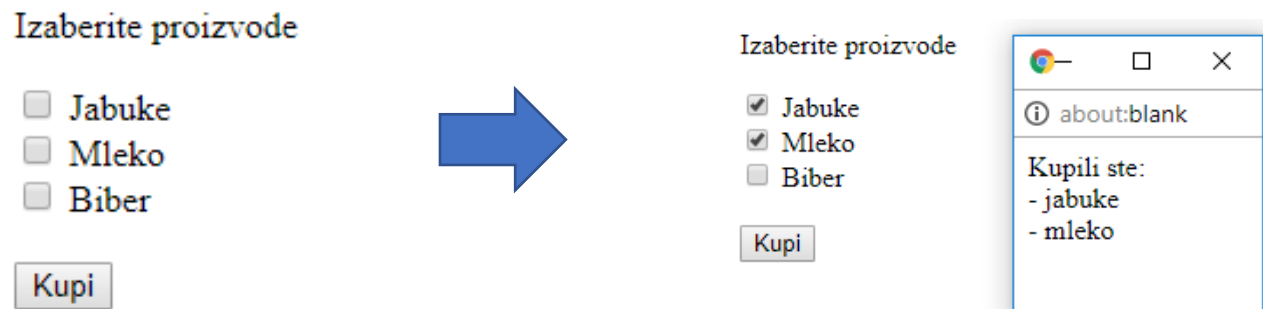 Izaberite proizvode
Jabuke
Mleko
Biber
Kupi
Izaberite proizvode
Jabuke
Mleko
Biber
Kupi
about:blank
Kupili ste:
- jabuke
- mleko